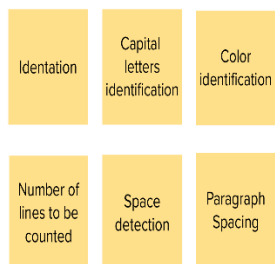 Identation
Capital
letters
identification
Color
identification
Number of
lines to be
counted
Space
detection
Paragraph
Spacing